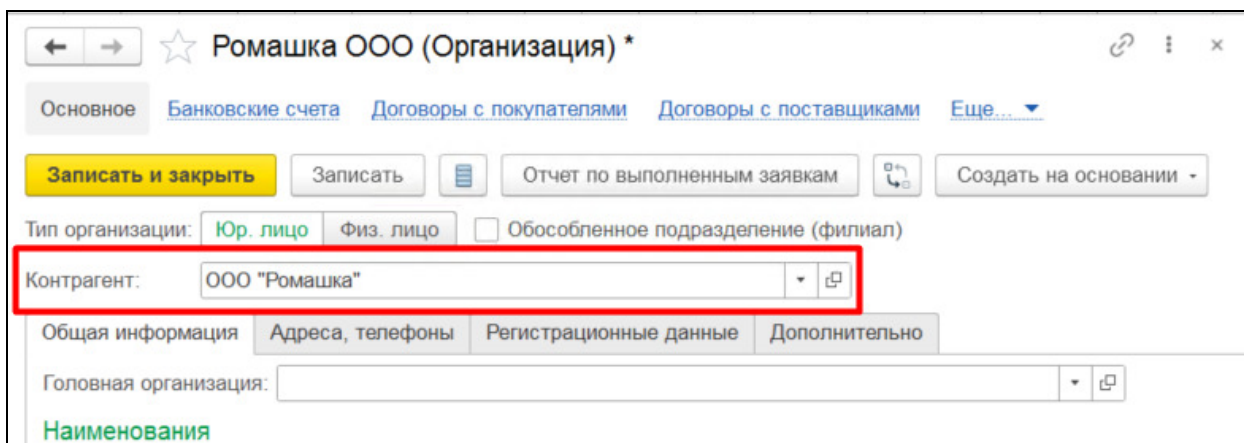 Ромашка ООО (Организация) *
Основное Банковские счета Договоры с покупателями Договоры с поставщиками Еще...
Записать и закрыть Записать Отчет по выполненным заявкам Создать на основании
Тип организации: Юр. лицо Физ. лицо Обособленное подразделение (филиал)
Контрагент: ООО "Ромашка"
Общая информация Адреса, телефоны Регистрационные данные Дополнительно
Головная организация:
Наименования